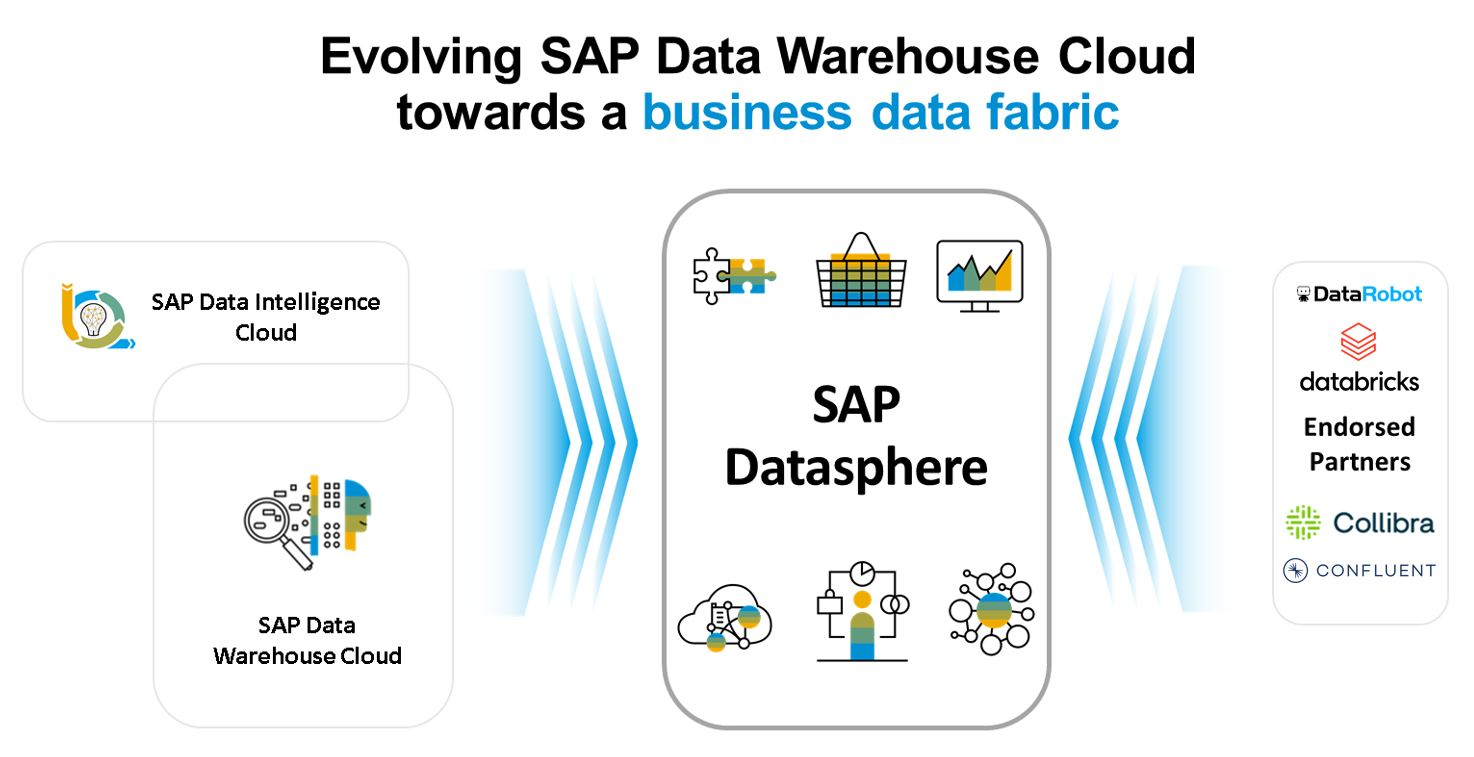 Evolving SAP Data Warehouse Cloud
towards a business data fabric
SAP Data Intelligence
Cloud
SAP Data
Warehouse Cloud
SAP
Datasphere
DataRobot
databricks
Endorsed
Partners
Collibra
CONFLUENT